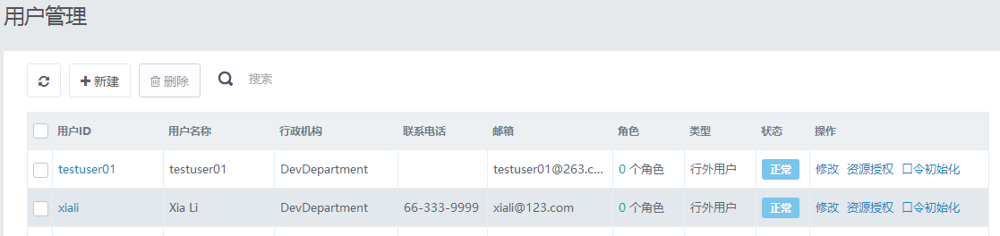 用户管理
新建 删除 搜索
用户ID 用户名称 行政机构 联系电话 邮箱 角色 类型 状态 操作
testuser01 testuser01 DevDepartment testuser01@263.c... 0 个角色 行外用户 正常 修改 资源授权 口令初始化
xiali Xia Li DevDepartment 66-333-9999 xiali@123.com 0 个角色 行外用户 正常 修改 资源授权 口令初始化